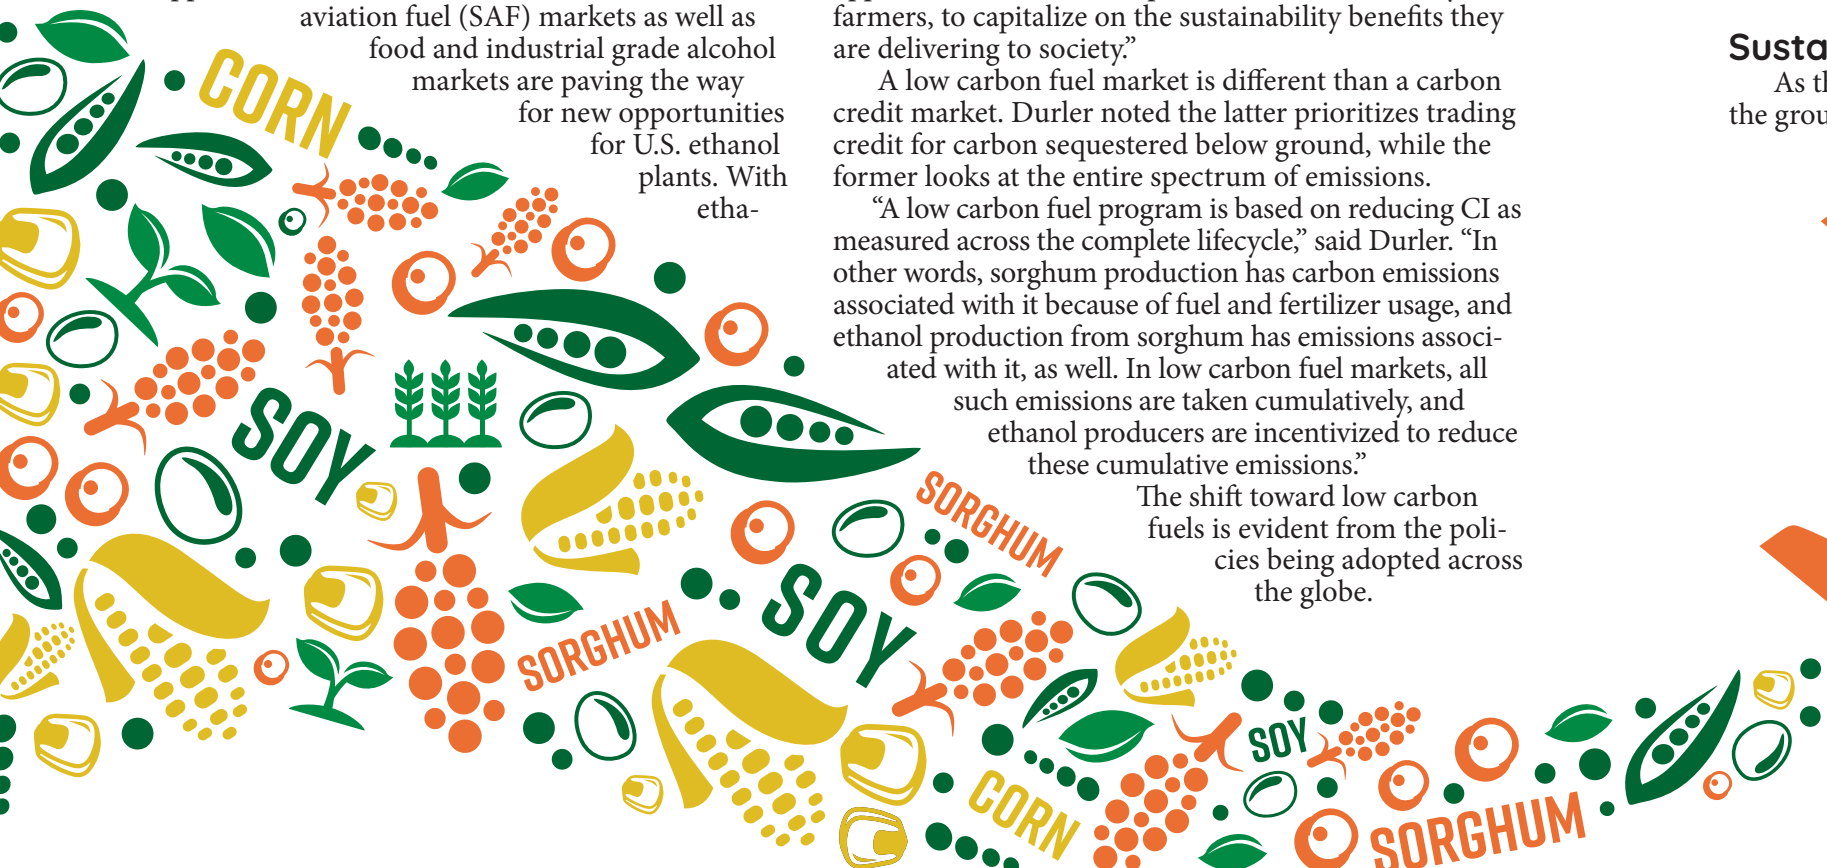 aviation fuel (SAF) markets as well as
food and industrial grade alcohol
markets are paving the way
for new opportunities
for U.S. ethanol
plants. With
etha-
farmers, to capitalize on the sustainability benefits they
are delivering to society.”
A low carbon fuel market is different than a carbon
credit market. Durler noted the latter prioritizes trading
credit for carbon sequestered below ground, while the
former looks at the entire spectrum of emissions.
“A low carbon fuel program is based on reducing CI as
measured across the complete lifecycle,” said Durler. “In
other words, sorghum production has carbon emissions
associated with it because of fuel and fertilizer usage, and
ethanol production from sorghum has emissions associ-
ated with it, as well. In low carbon fuel markets, all
such emissions are taken cumulatively, and
ethanol producers are incentivized to reduce
these cumulative emissions.”
The shift toward low carbon
fuels is evident from the poli-
cies being adopted across
the globe.
Susta
As th
the grou
CORN
SOY
SORGHUM
SORGHUM
SOY
SOY
CORN
SORGHUM